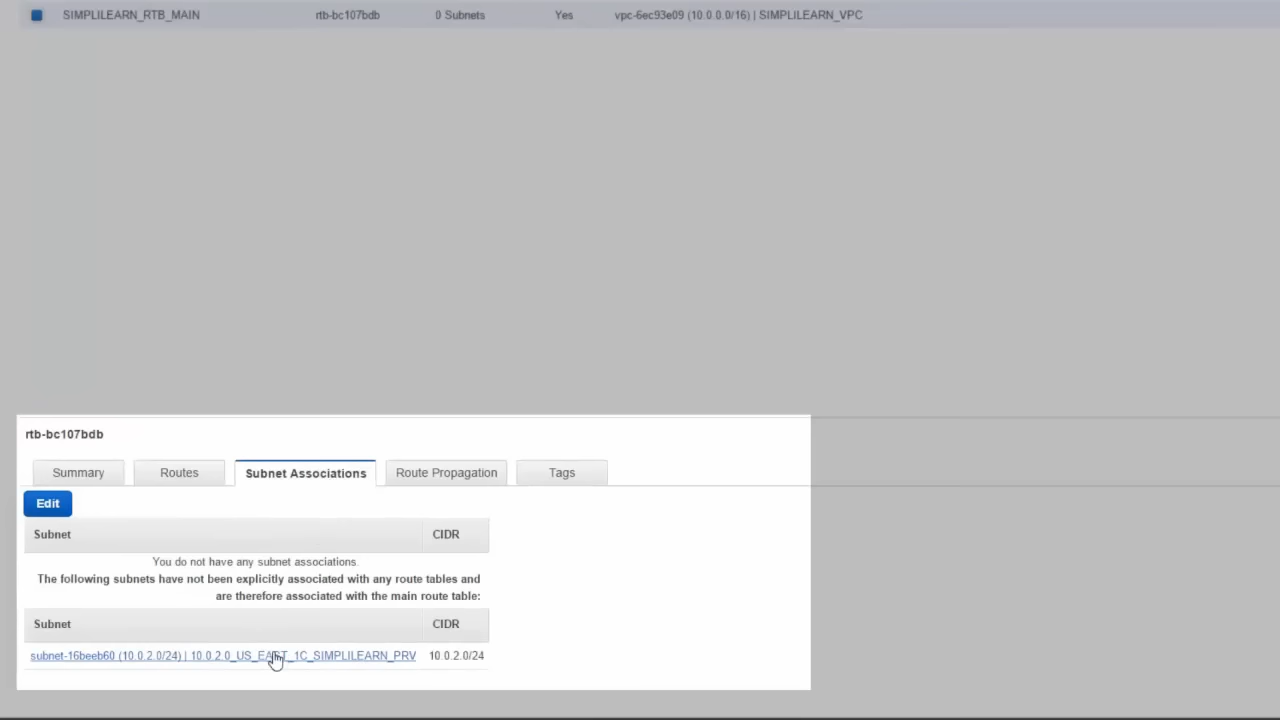 SIMPLILEARN_RTB_MAIN rtb-bc107bdb 0 Subnets Yes vpc-6ec93e09 (10.0.0.0/16) | SIMPLILEARN_VPC
rtb-bc107bdb
Summary Routes Subnet Associations Route Propagation Tags
Edit
Subnet CIDR
You do not have any subnet associations.
The following subnets have not been explicitly associated with any route tables and
are therefore associated with the main route table:
Subnet CIDR
subnet-16beeb60 (10.0.2.0/24) | 10.0.2.0_US_EAST_1C_SIMPLILEARN_PRV 10.0.2.0/24